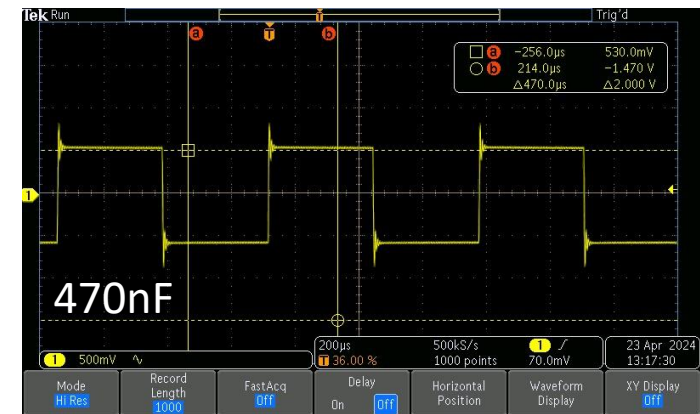 Tek Run
Trig'd
T
a
T
b
a -256.0µs 530.0mV
b 214.0µs -1.470 V
△470.0µs △2.000 V
1
470nF
1 500mV
200µs 500kS/s 1 70.0mV
T 36.00 % 1000 points
23 Apr 2024
13:17:30
Mode
Hi Res
Record
Length
1000
FastAcq
Off
Delay
On Off
Horizontal
Position
Waveform
Display
XY Display
Off